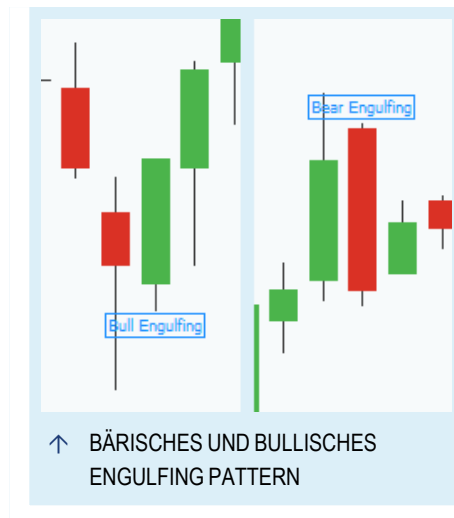 Bear Engulfing
Bull Engulfing
↑ BÄRISCHES UND BULLISCHES
ENGULFING PATTERN